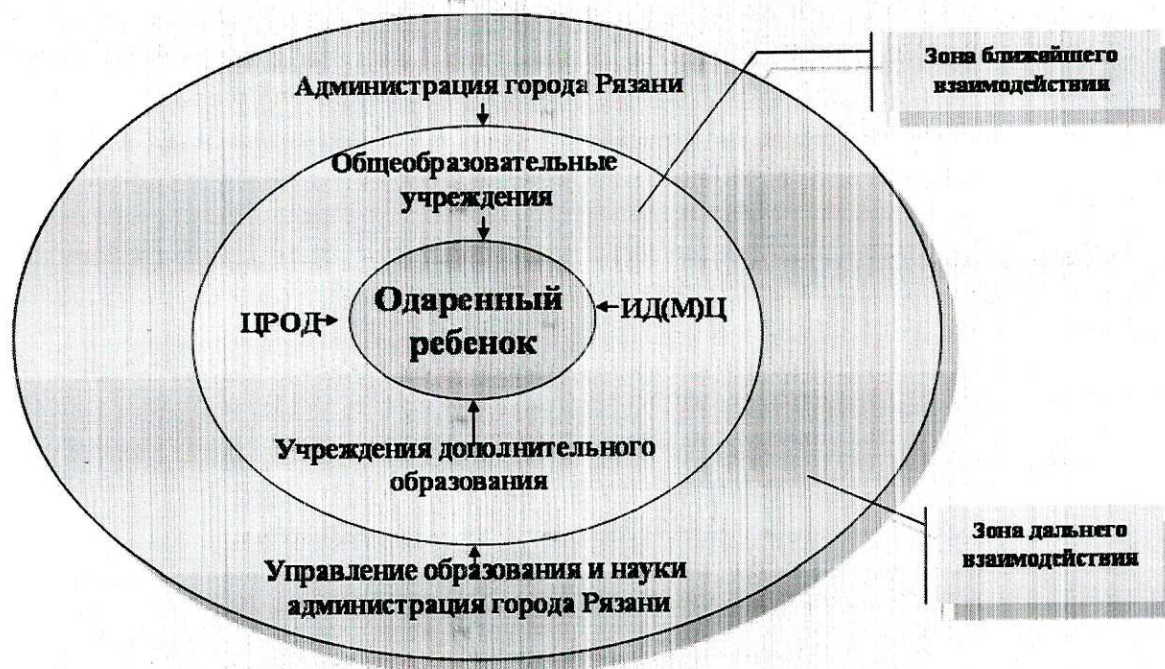 Зона ближайшего
взаимодействия
Администрация города Рязани
Общеобразовательные
учреждения
Одаренный
ребенок
ЦРОД
ИД(М)Ц
Учреждения дополнительного
образования
Зона дальнего
взаимодействия
Управление образования и науки
администрация города Рязани